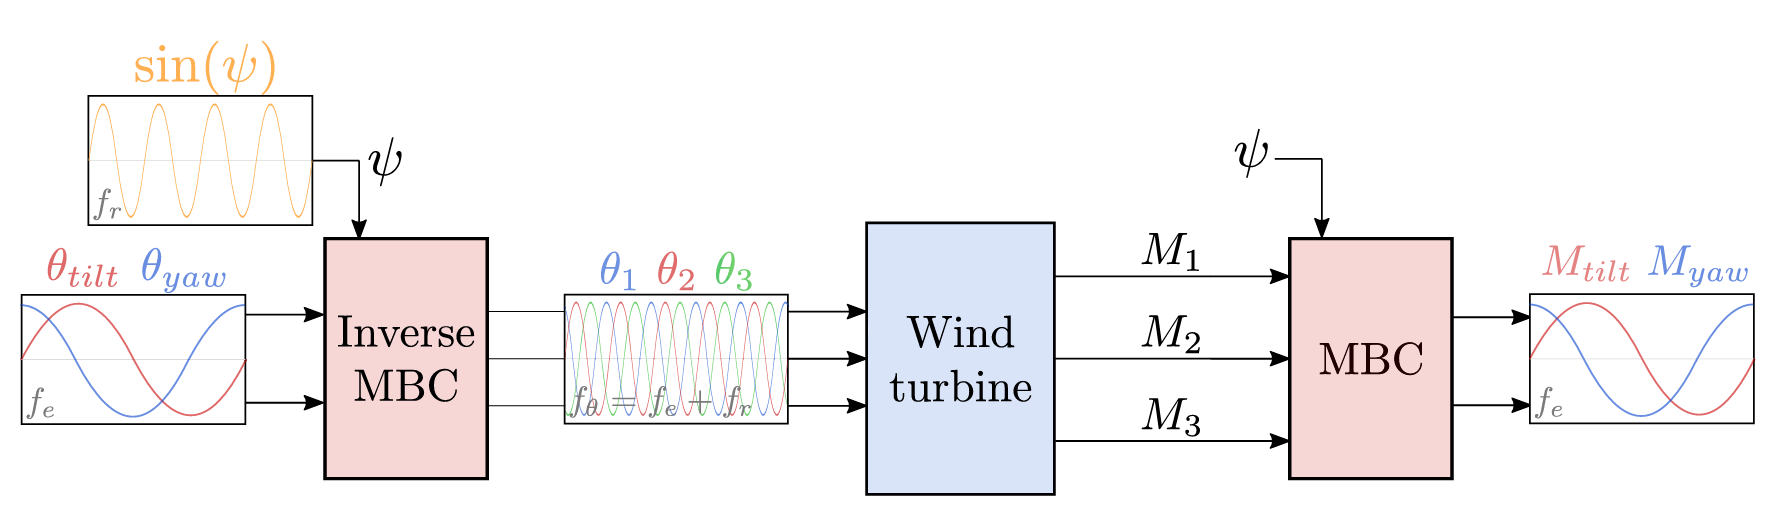 sin(ψ)
f_r
ψ
θ_tilt θ_yaw
f_e
Inverse
MBC
θ_1 θ_2 θ_3
f_θ = f_e + f_r
Wind
turbine
M_1
M_2
M_3
ψ
MBC
M_tilt M_yaw
f_e